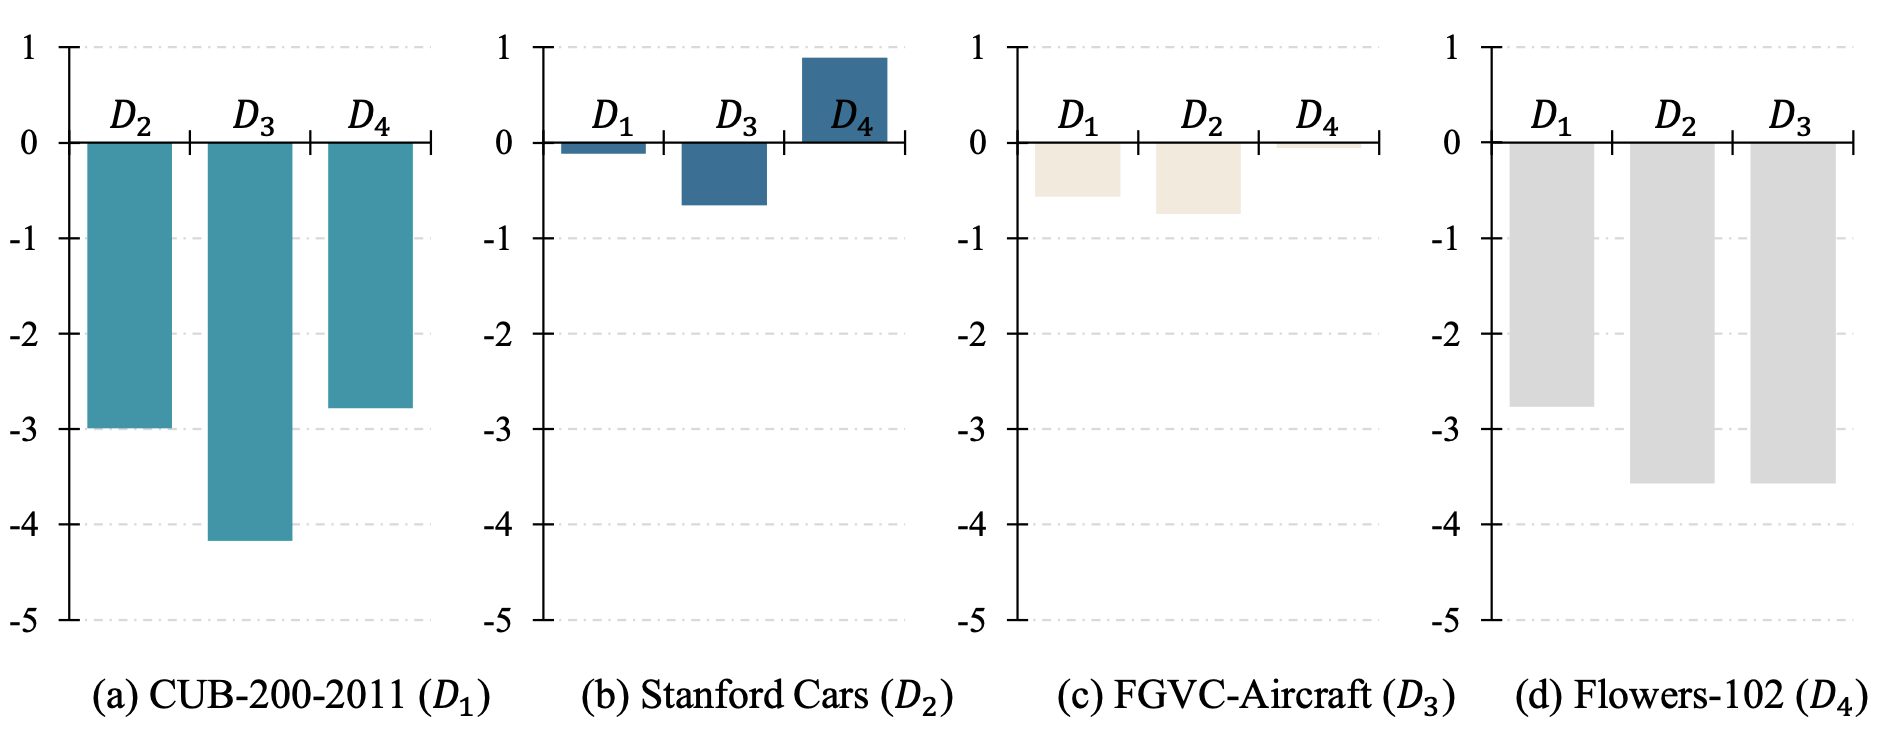 1 1 1 1
D₂ D₃ D₄ D₁ D₃ D₄ D₁ D₂ D₄ D₁ D₂ D₃
0 0 0 0
-1 -1 -1 -1
-2 -2 -2 -2
-3 -3 -3 -3
-4 -4 -4 -4
-5 -5 -5 -5
(a) CUB-200-2011 (D₁) (b) Stanford Cars (D₂) (c) FGVC-Aircraft (D₃) (d) Flowers-102 (D₄)